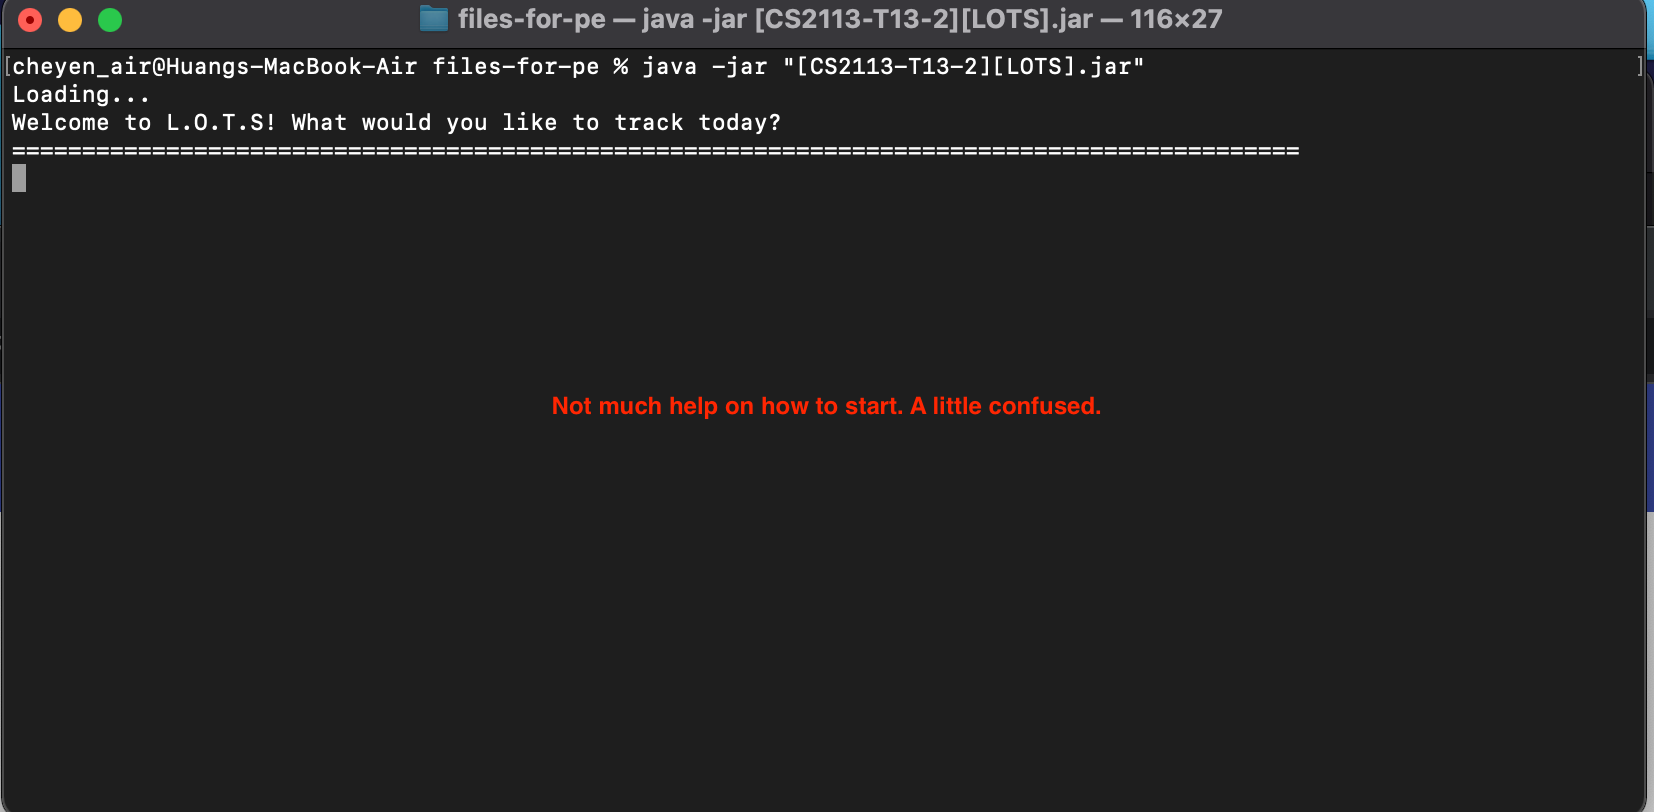 files-for-pe — java -jar [CS2113-T13-2][LOTS].jar — 116×27
[cheyen_air@Huangs-MacBook-Air files-for-pe % java -jar "[CS2113-T13-2][LOTS].jar" ]
Loading...
Welcome to L.O.T.S! What would you like to track today?
============================================================================================
Not much help on how to start. A little confused.